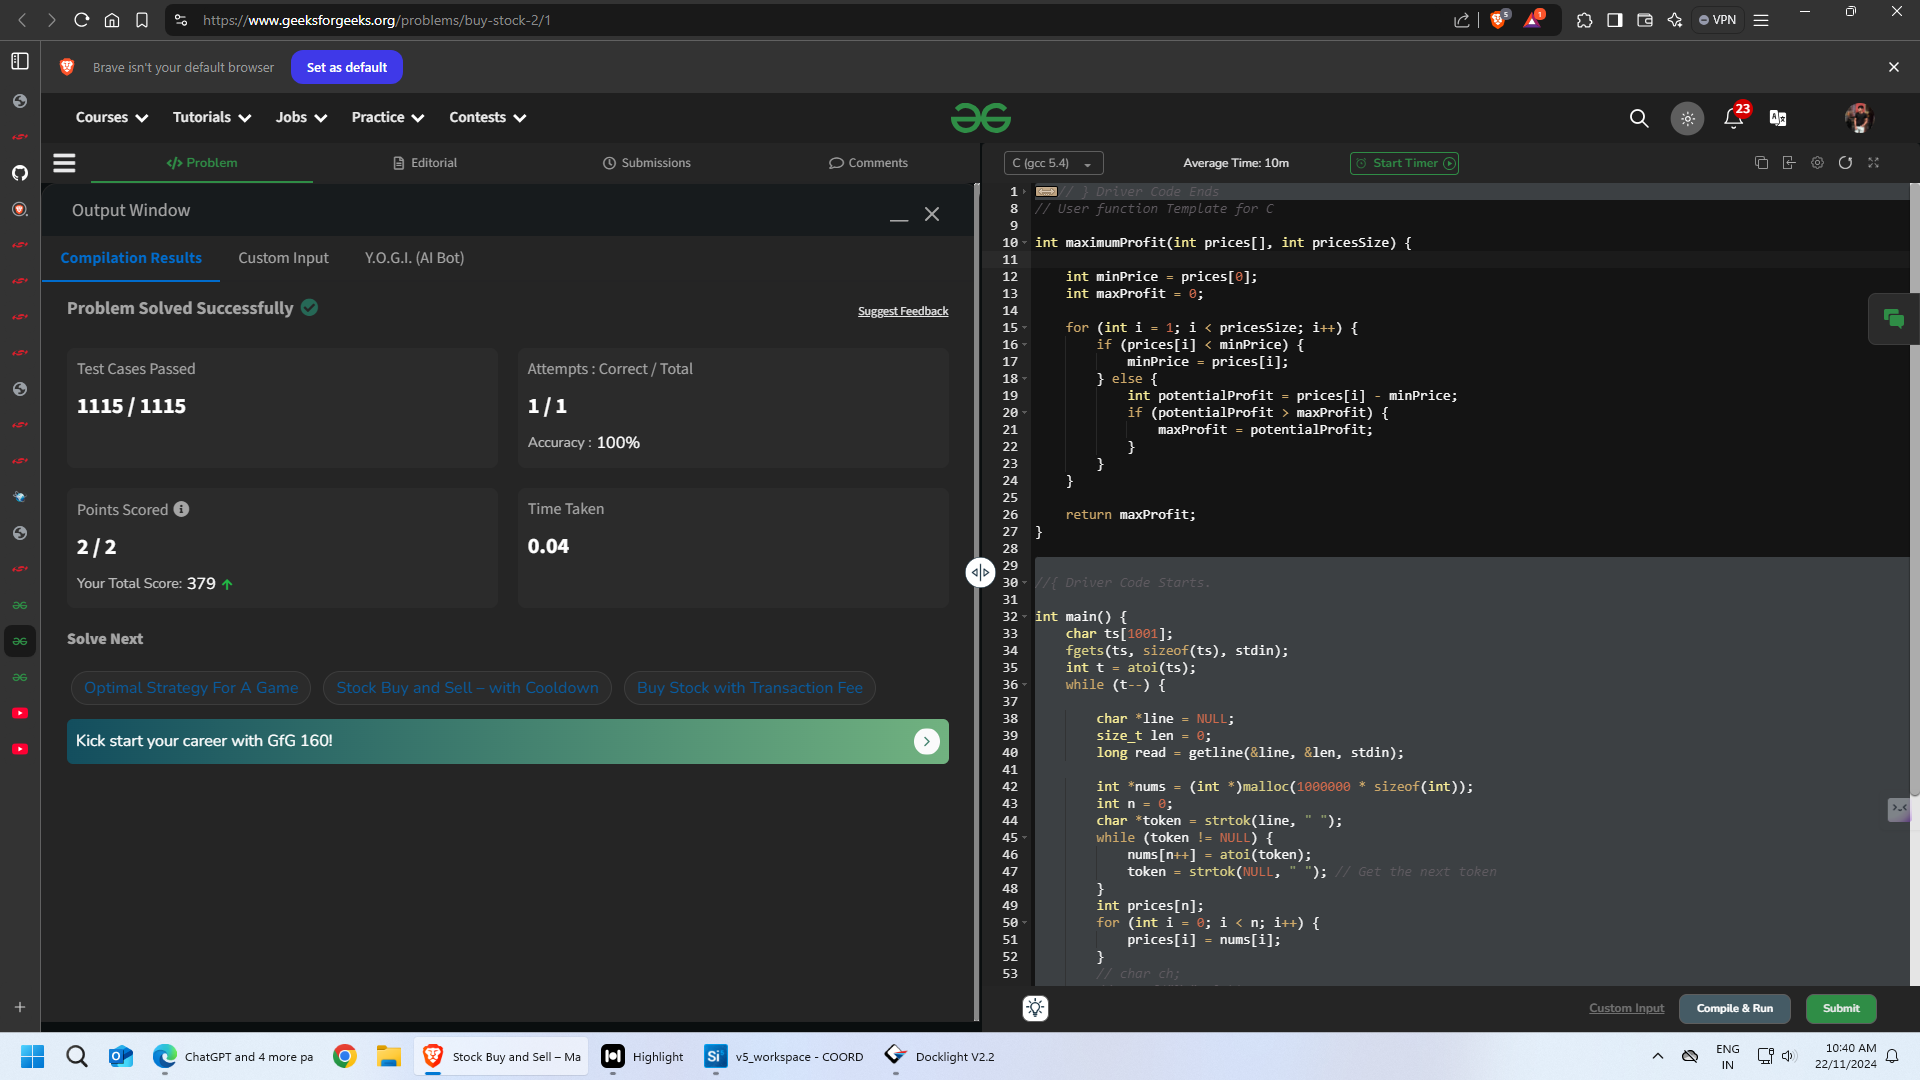 https://www.geeksforgeeks.org/problems/buy-stock-2/1
5
1
VPN
Brave isn't your default browser
Set as default
Courses
Tutorials
Jobs
Practice
Contests
23
</> Problem
Editorial
Submissions
Comments
C (gcc 5.4)
Average Time: 10m
Start Timer
Output Window
Compilation Results
Custom Input
Y.O.G.I. (AI Bot)
Problem Solved Successfully
Suggest Feedback
Test Cases Passed
1115 / 1115
Attempts : Correct / Total
1 / 1
Accuracy : 100%
Points Scored
2 / 2
Your Total Score: 379
Time Taken
0.04
Solve Next
Optimal Strategy For A Game
Stock Buy and Sell – with Cooldown
Buy Stock with Transaction Fee
Kick start your career with GfG 160!
1 // } Driver Code Ends
8 // User function Template for C
9
10 int maximumProfit(int prices[], int pricesSize) {
11
12 int minPrice = prices[0];
13 int maxProfit = 0;
14
15 for (int i = 1; i < pricesSize; i++) {
16 if (prices[i] < minPrice) {
17 minPrice = prices[i];
18 } else {
19 int potentialProfit = prices[i] - minPrice;
20 if (potentialProfit > maxProfit) {
21 maxProfit = potentialProfit;
22 }
23 }
24 }
25
26 return maxProfit;
27 }
28
29
30 //{ Driver Code Starts.
31
32 int main() {
33 char ts[1001];
34 fgets(ts, sizeof(ts), stdin);
35 int t = atoi(ts);
36 while (t--) {
37
38 char *line = NULL;
39 size_t len = 0;
40 long read = getline(&line, &len, stdin);
41
42 int *nums = (int *)malloc(1000000 * sizeof(int));
43 int n = 0;
44 char *token = strtok(line, " ");
45 while (token != NULL) {
46 nums[n++] = atoi(token);
47 token = strtok(NULL, " "); // Get the next token
48 }
49 int prices[n];
50 for (int i = 0; i < n; i++) {
51 prices[i] = nums[i];
52 }
53 // char ch;
Custom Input
Compile & Run
Submit
ChatGPT and 4 more pa
Stock Buy and Sell – Ma
Highlight
v5_workspace - COORD
Docklight V2.2
ENG
IN
10:40 AM
22/11/2024